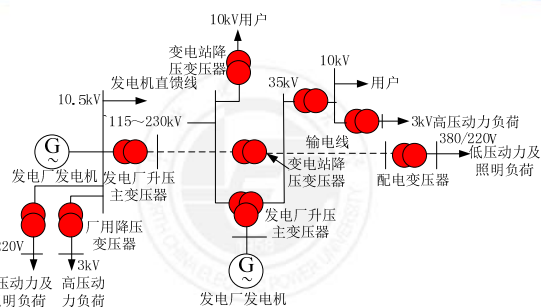 10kV用户
变电站降
压变压器
35kV
10kV
用户
发电机直馈线
10.5kV
115～230kV
3kV高压动力负荷
380/220V
输电线
G
～
发电厂发电机
发电厂升压
主变压器
变电站降
压变压器
配电变压器
低压动力及
照明负荷
厂用降压
变压器
发电厂升压
主变压器
220V
3kV
压动力及
明负荷
高压动
力负荷
G
～
发电厂发电机